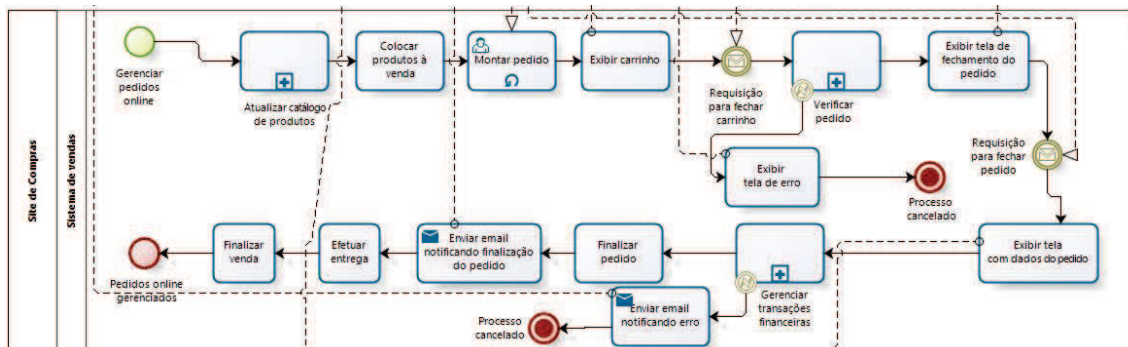 Site de Compras
Sistema de vendas
Gerenciar
pedidos
online
Atualizar catálogo
de produtos
Colocar
produtos à
venda
Montar pedido
Exibir carrinho
Requisição
para fechar
carrinho
Verificar
pedido
Exibir tela de
fechamento do
pedido
Requisição
para fechar
pedido
Exibir
tela de erro
Processo
cancelado
Exibir tela
com dados do pedido
Gerenciar
transações
financeiras
Finalizar
pedido
Enviar email
notificando finalização
do pedido
Efetuar
entrega
Finalizar
venda
Pedidos online
gerenciados
Enviar email
notificando erro
Processo
cancelado